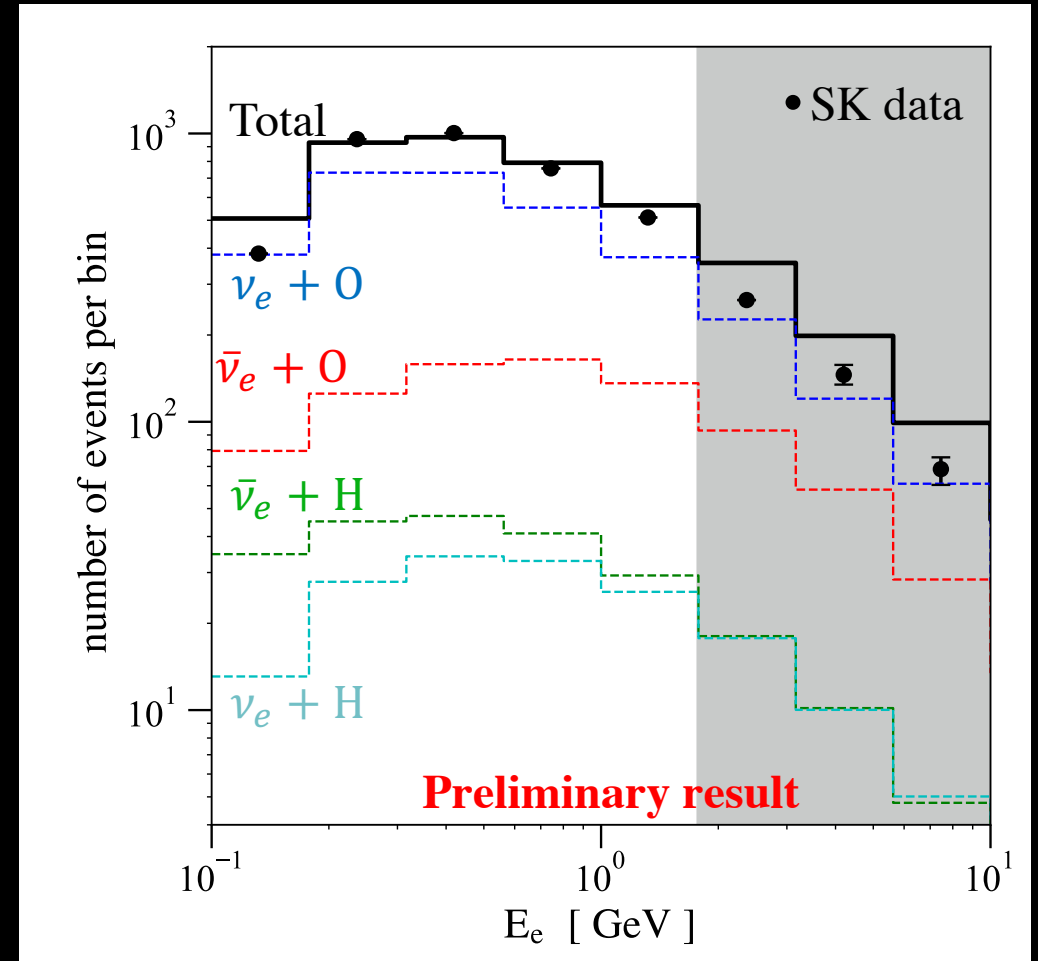 SK data
Total
10³
νₑ + O
ν̄ₑ + O
10²
ν̄ₑ + H
νₑ + H
10¹
Preliminary result
10⁻¹ 10⁰ 10¹
Eₑ [ GeV ]
number of events per bin